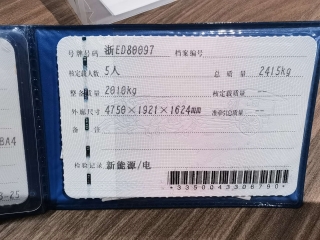 号牌号码 浙ED80097 档案编号
核定载人数 5人 总质量 2415kg
整备质量 2018kg 核定载质量 --
外廓尺寸 4750×1921×1624mm 准牵引总质量 --
备注
检验记录 新能源/电
BA4
*3350043306790*
-25